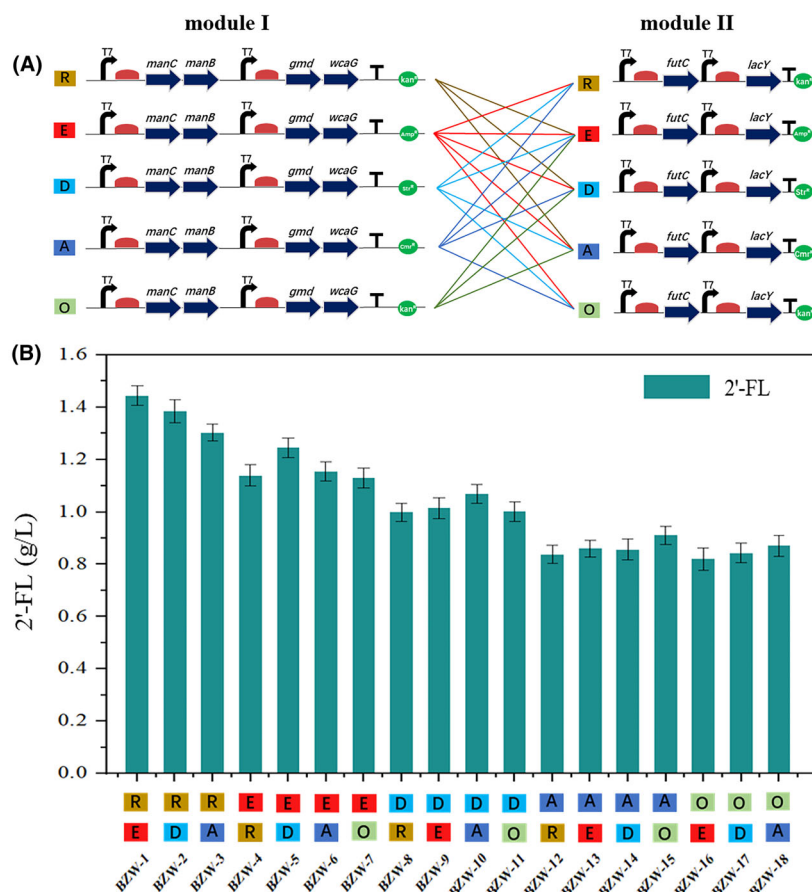 module I module II
(A)
R T7 manC manB T7 gmd wcaG T kanR R T7 futC T7 lacY T kanR
E T7 manC manB T7 gmd wcaG T AmpR E T7 futC T7 lacY T AmpR
D T7 manC manB T7 gmd wcaG T StrR D T7 futC T7 lacY T StrR
A T7 manC manB T7 gmd wcaG T CmrR A T7 futC T7 lacY T CmrR
O T7 manC manB T7 gmd wcaG T kanR O T7 futC T7 lacY T kanR
(B)
2'-FL
2'-FL (g/L)
1.6
1.4
1.2
1.0
0.8
0.6
0.4
0.2
0.0
R R R E E E E D D D D A A A A O O O
E D A R D A O R E A O R E D O E D A
BZW-1 BZW-2 BZW-3 BZW-4 BZW-5 BZW-6 BZW-7 BZW-8 BZW-9 BZW-10 BZW-11 BZW-12 BZW-13 BZW-14 BZW-15 BZW-16 BZW-17 BZW-18